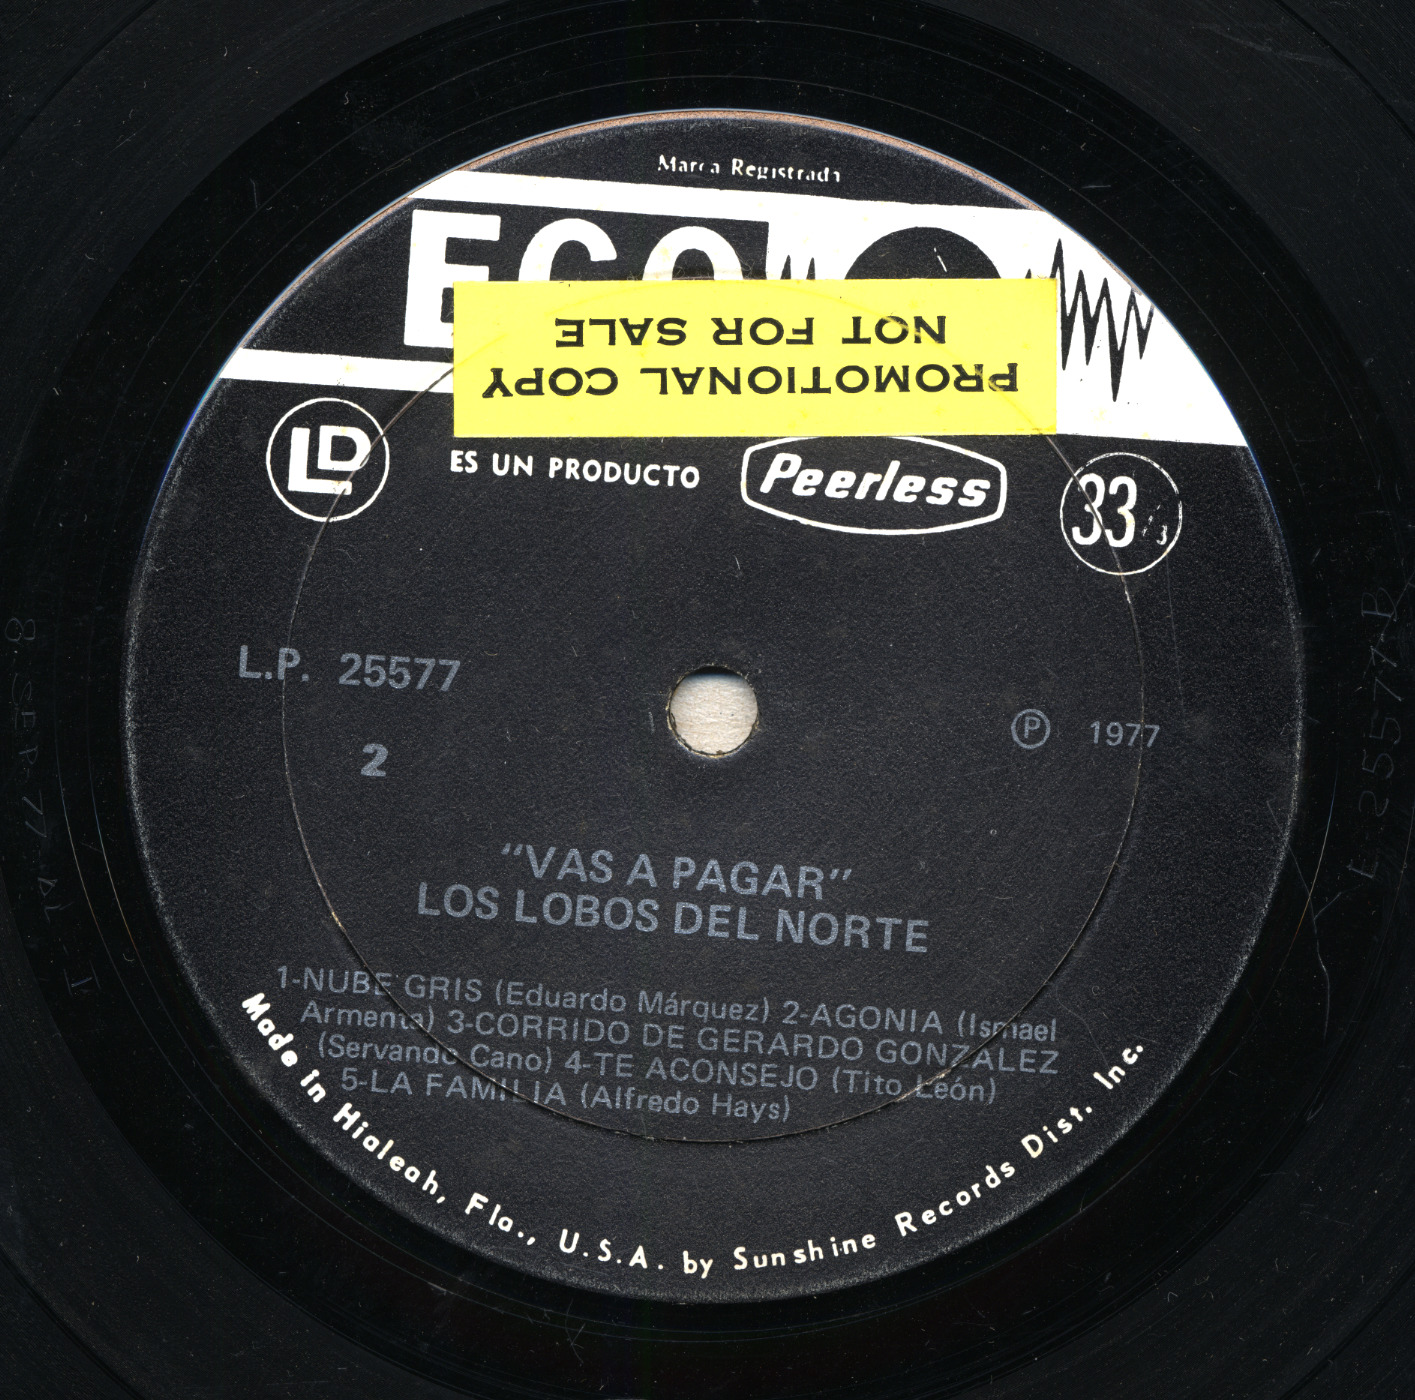 Marca Registrada
ECO
PROMOTIONAL COPY
NOT FOR SALE
LD
ES UN PRODUCTO Peerless
33 1/3
L.P. 25577
2
Ⓟ 1977
"VAS A PAGAR"
LOS LOBOS DEL NORTE
1-NUBE GRIS (Eduardo Márquez) 2-AGONIA (Ismael
Armenta) 3-CORRIDO DE GERARDO GONZALEZ
(Servando Cano) 4-TE ACONSEJO (Tito León)
5-LA FAMILIA (Alfredo Hays)
Made in Hialeah, Fla., U.S.A. by Sunshine Records Dist. Inc.
E25577-B